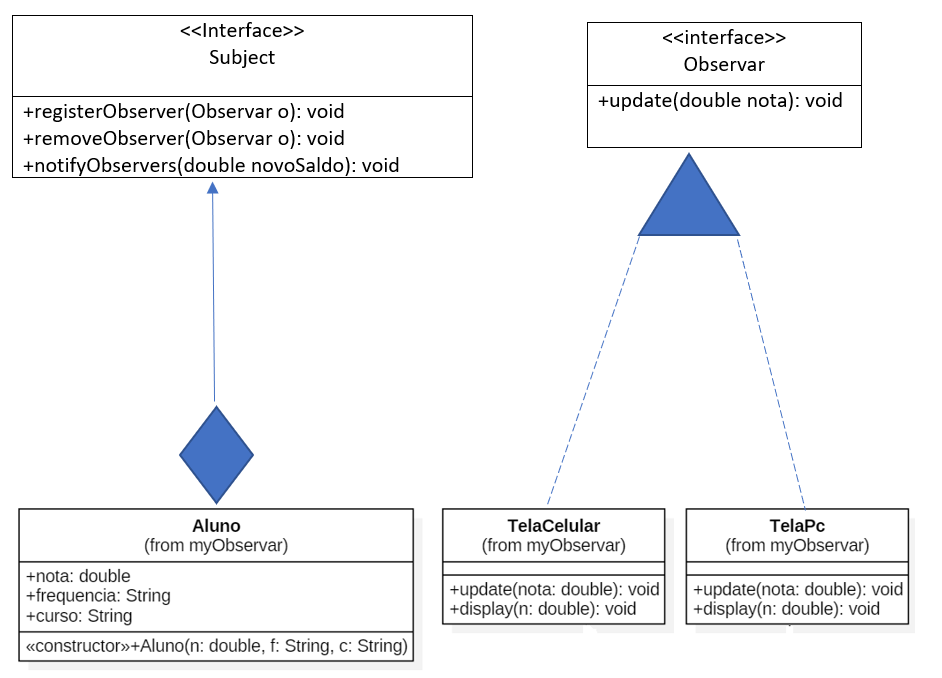 <<Interface>>
Subject
+registerObserver(Observar o): void
+removeObserver(Observar o): void
+notifyObservers(double novoSaldo): void
<<interface>>
Observar
+update(double nota): void
Aluno
(from myObservar)
+nota: double
+frequencia: String
+curso: String
«constructor»+Aluno(n: double, f: String, c: String)
TelaCelular
(from myObservar)
+update(nota: double): void
+display(n: double): void
TelaPc
(from myObservar)
+update(nota: double): void
+display(n: double): void